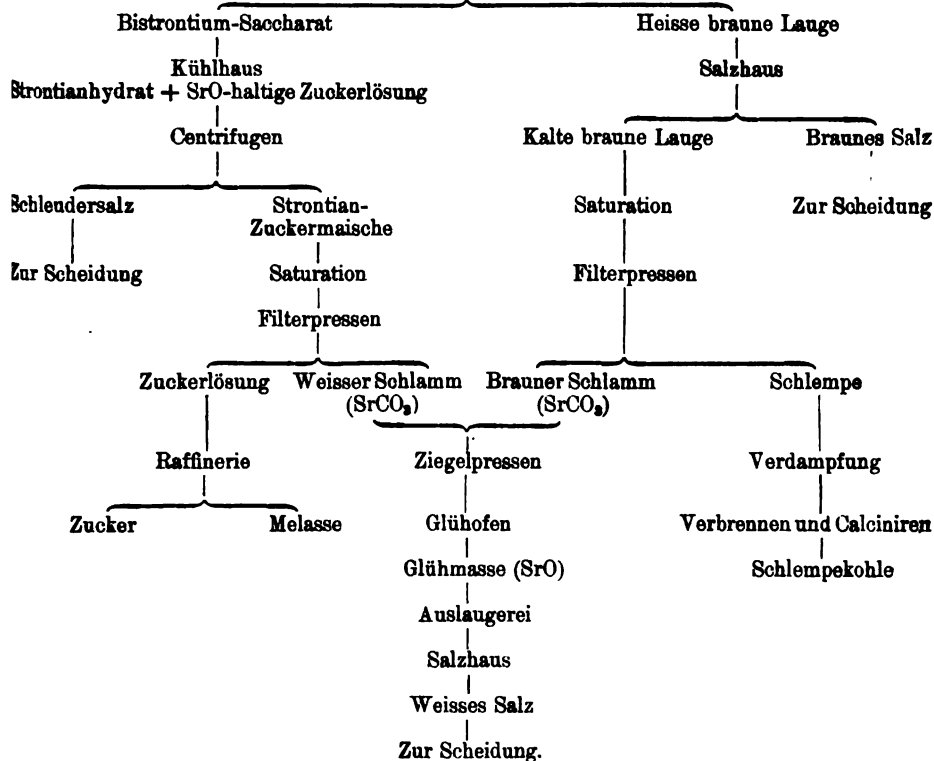 Bistrontium-Saccharat
Heisse braune Lauge
Kühlhaus
Strontianhydrat + SrO-haltige Zuckerlösung
Salzhaus
Centrifugen
Kalte braune Lauge
Braunes Salz
Schleudersalz
Strontian-
Zuckermaische
Saturation
Zur Scheidung
Zur Scheidung
Saturation
Filterpressen
Filterpressen
Zuckerlösung
Weisser Schlamm
(SrCO₃)
Brauner Schlamm
(SrCO₃)
Schlempe
Raffinerie
Ziegelpressen
Verdampfung
Zucker
Melasse
Glühofen
Verbrennen und Calciniren
Glühmasse (SrO)
Schlempekohle
Auslaugerei
Salzhaus
Weisses Salz
Zur Scheidung.